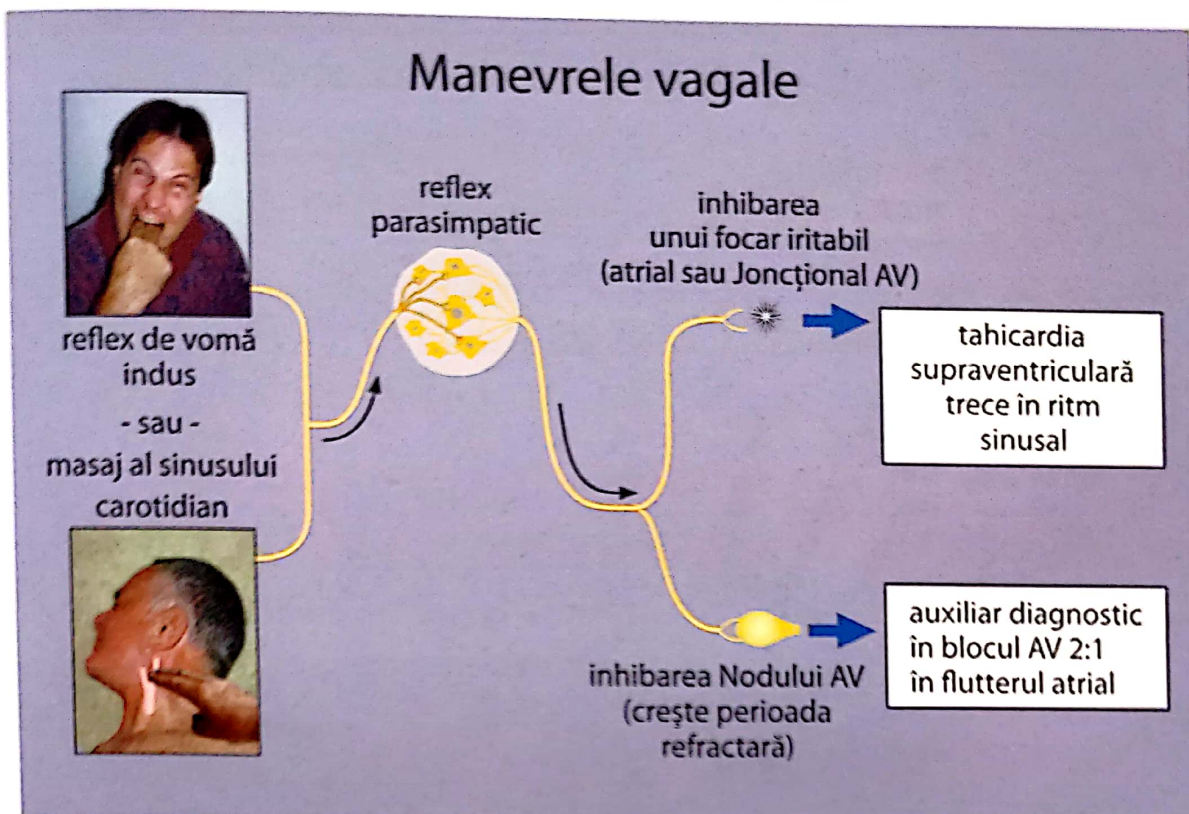 Manevrele vagale
reflex de vomă
indus
- sau -
masaj al sinusului
carotidian
reflex
parasimpatic
inhibarea
unui focar iritabil
(atrial sau Joncțional AV)
tahicardia
supraventriculară
trece în ritm
sinusal
inhibarea Nodului AV
(crește perioada
refractară)
auxiliar diagnostic
în blocul AV 2:1
în flutterul atrial